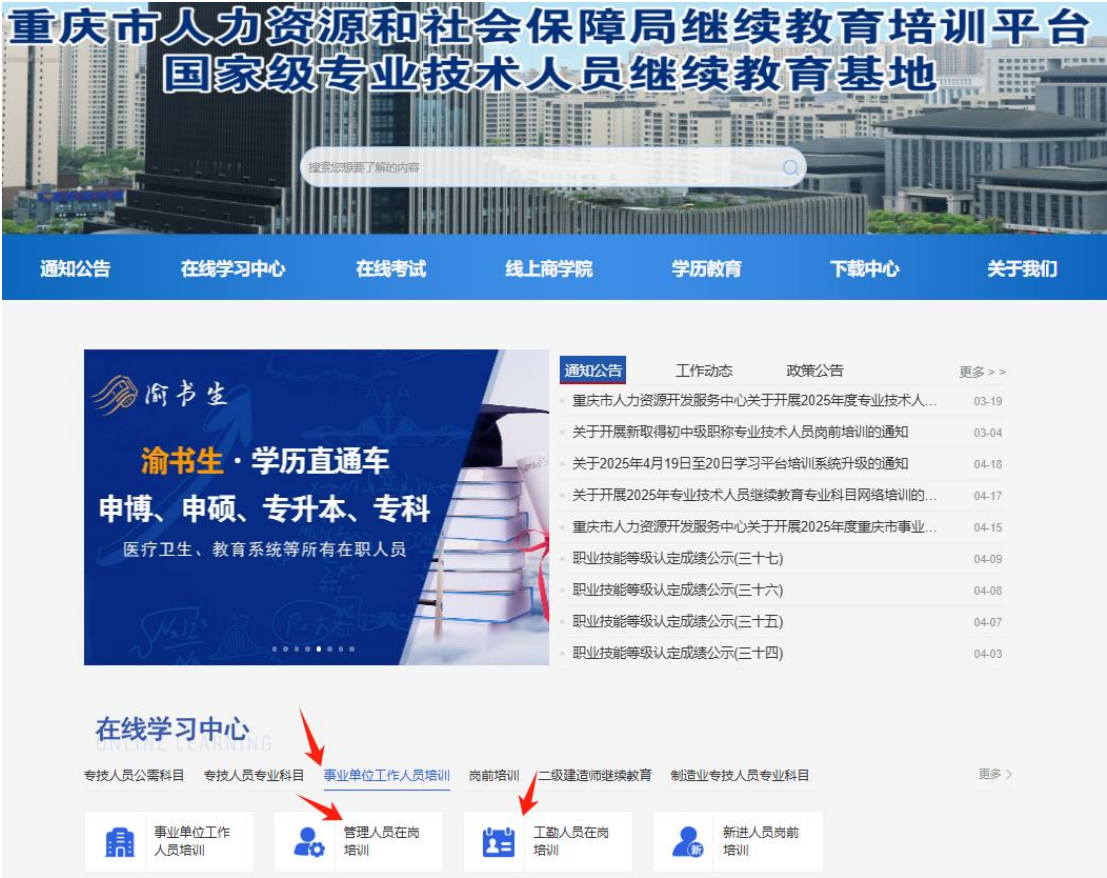 重庆市人力资源和社会保障局继续教育培训平台
国家级专业技术人员继续教育基地
搜索您想要了解的内容
通知公告 在线学习中心 在线考试 线上商学院 学历教育 下载中心 关于我们
渝书生
渝书生·学历直通车
申博、申硕、专升本、专科
医疗卫生、教育系统等所有在职人员
通知公告 工作动态 政策公告 更多>>
重庆市人力资源开发服务中心关于开展2025年度专业技术人... 03-19
关于开展新取得初中级职称专业技术人员岗前培训的通知 03-04
关于2025年4月19日至20日学习平台培训系统升级的通知 04-18
关于开展2025年专业技术人员继续教育专业科目网络培训的... 04-17
重庆市人力资源开发服务中心关于开展2025年度重庆市事业... 04-15
职业技能等级认定成绩公示(三十七) 04-09
职业技能等级认定成绩公示(三十六) 04-08
职业技能等级认定成绩公示(三十五) 04-07
职业技能等级认定成绩公示(三十四) 04-03
在线学习中心
ONLINE LEARNING
专技人员公需科目 专技人员专业科目 事业单位工作人员培训 岗前培训 二级建造师继续教育 制造业专技人员专业科目 更多>
事业单位工作 管理人员在岗 工勤人员在岗 新进人员岗前
人员培训 培训 培训 新 培训